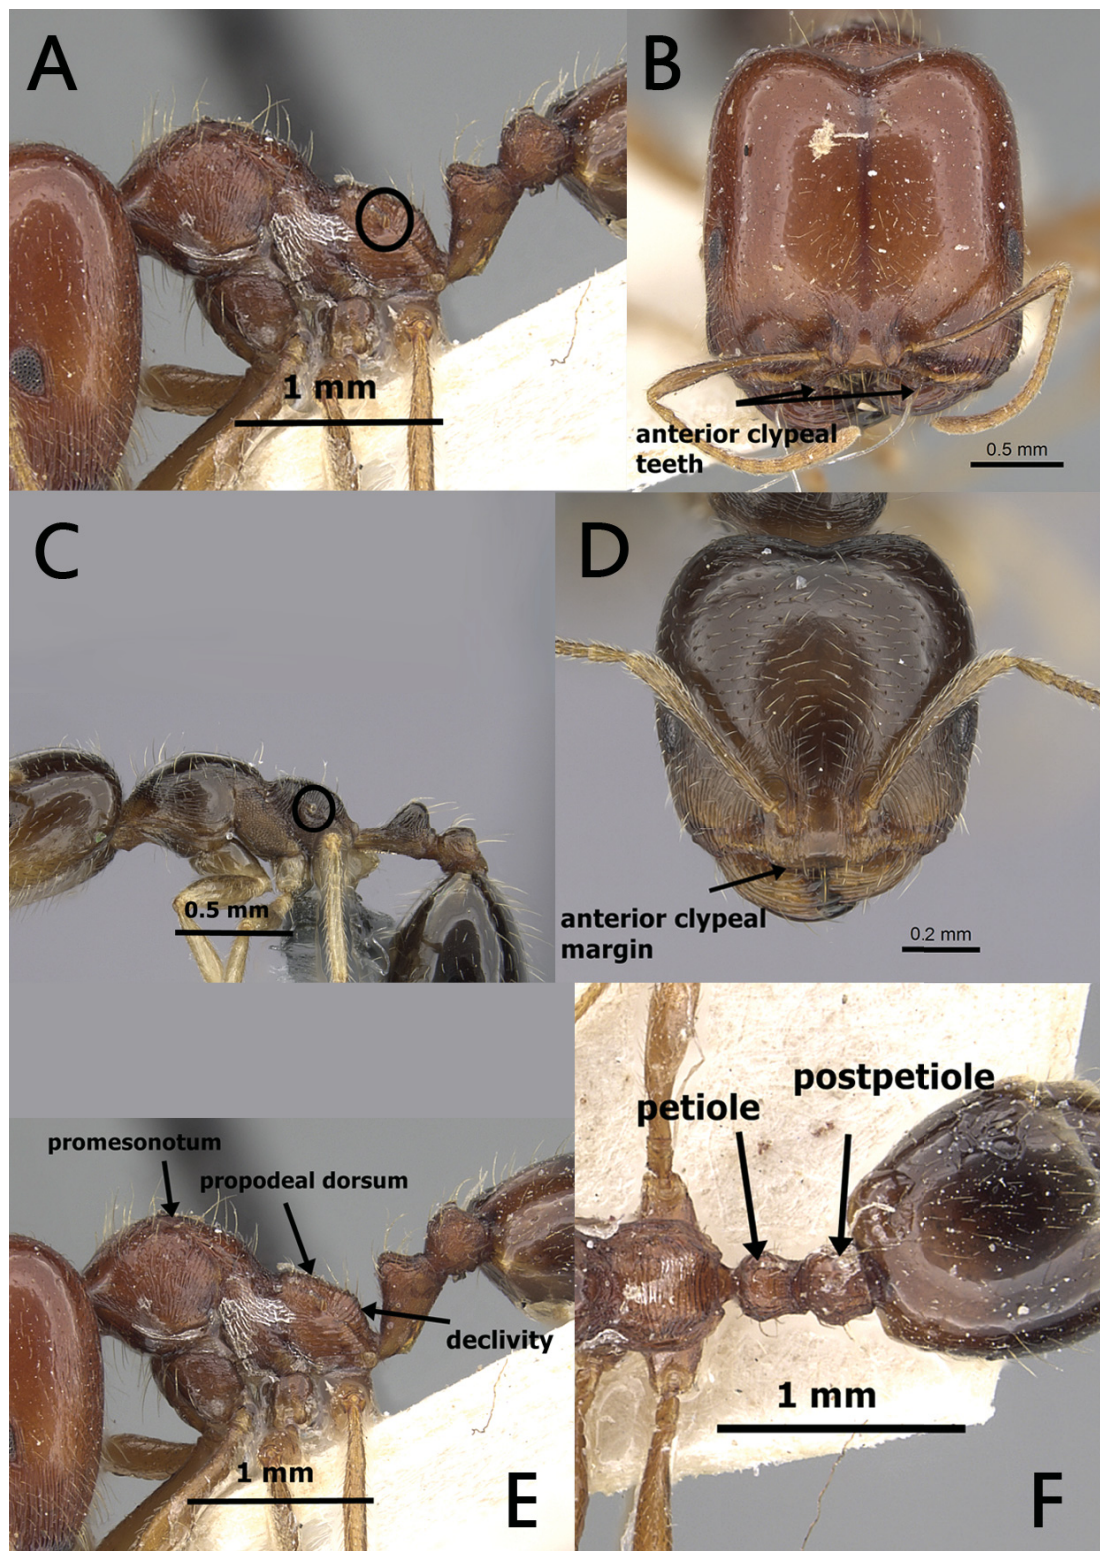 A
1 mm
B
anterior clypeal
teeth
0.5 mm
C
0.5 mm
D
anterior clypeal
margin
0.2 mm
promesonotum
propodeal dorsum
declivity
1 mm
E
petiole
postpetiole
1 mm
F